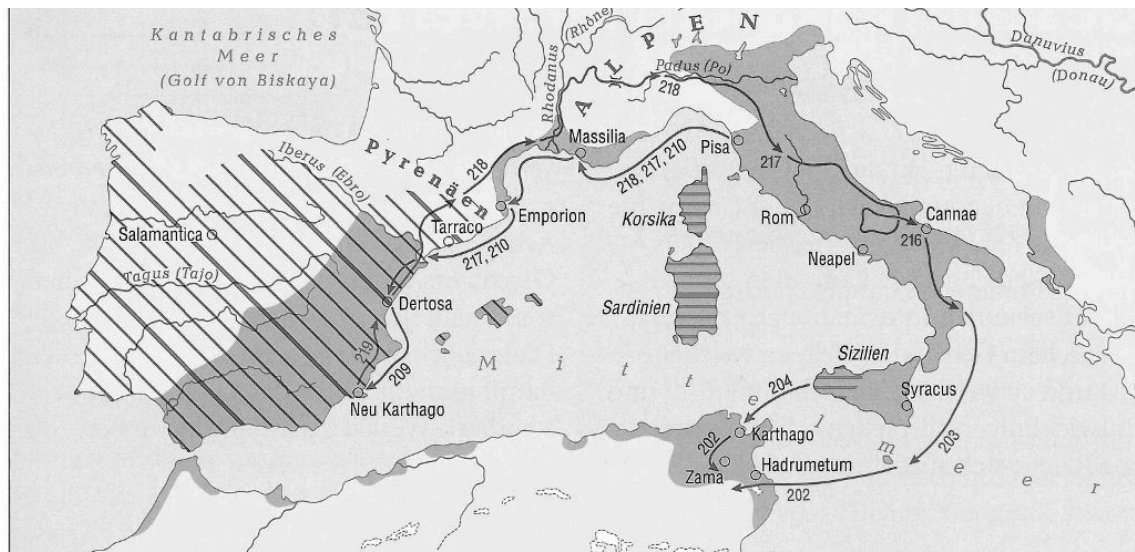 Kantabrisches
Meer
(Golf von Biskaya)
(Rhône)
Rhodanus
ALPEN
Padus (Po)
218
Danuvius
(Donau)
Iberus (Ebro)
Pyrenäen
218
Massilia
218, 217, 210
Pisa
217
Emporion
Tarraco
217, 210
Salamantica
Korsika
Rom
Cannae
216
Neapel
Tagus (Tajo)
Dertosa
Sardinien
219
209
Neu Karthago
Mittelmeer
Sizilien
204
Syracus
Karthago
202
Zama
Hadrumetum
203
202